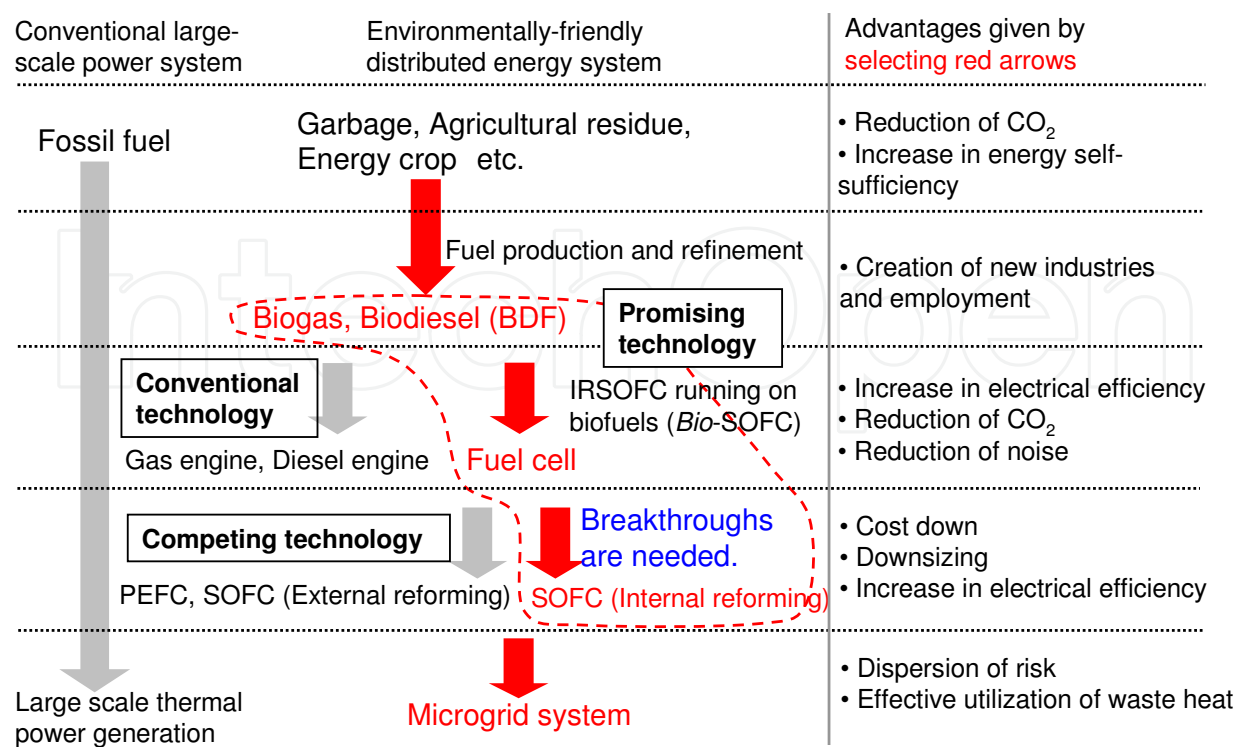 Conventional large-
scale power system
Environmentally-friendly
distributed energy system
Advantages given by
selecting red arrows
Fossil fuel
Garbage, Agricultural residue,
Energy crop etc.
• Reduction of CO₂
• Increase in energy self-
sufficiency
Fuel production and refinement
Biogas, Biodiesel (BDF)
Promising
technology
• Creation of new industries
and employment
Conventional
technology
IRSOFC running on
biofuels (Bio-SOFC)
Gas engine, Diesel engine
Fuel cell
• Increase in electrical efficiency
• Reduction of CO₂
• Reduction of noise
Competing technology
Breakthroughs
are needed.
PEFC, SOFC (External reforming)
SOFC (Internal reforming)
• Cost down
• Downsizing
• Increase in electrical efficiency
Large scale thermal
power generation
Microgrid system
• Dispersion of risk
• Effective utilization of waste heat
IntechOpen